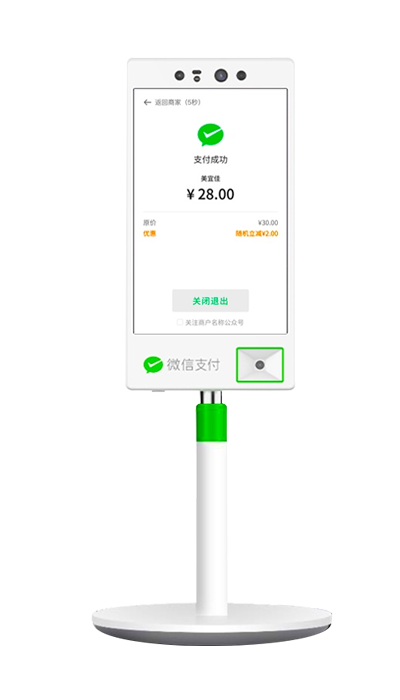 ← 返回商家（5秒）
支付成功
美宜佳
¥28.00
原价 ¥30.00
优惠 随机立减¥2.00
关闭退出
关注商户名称公众号
微信支付